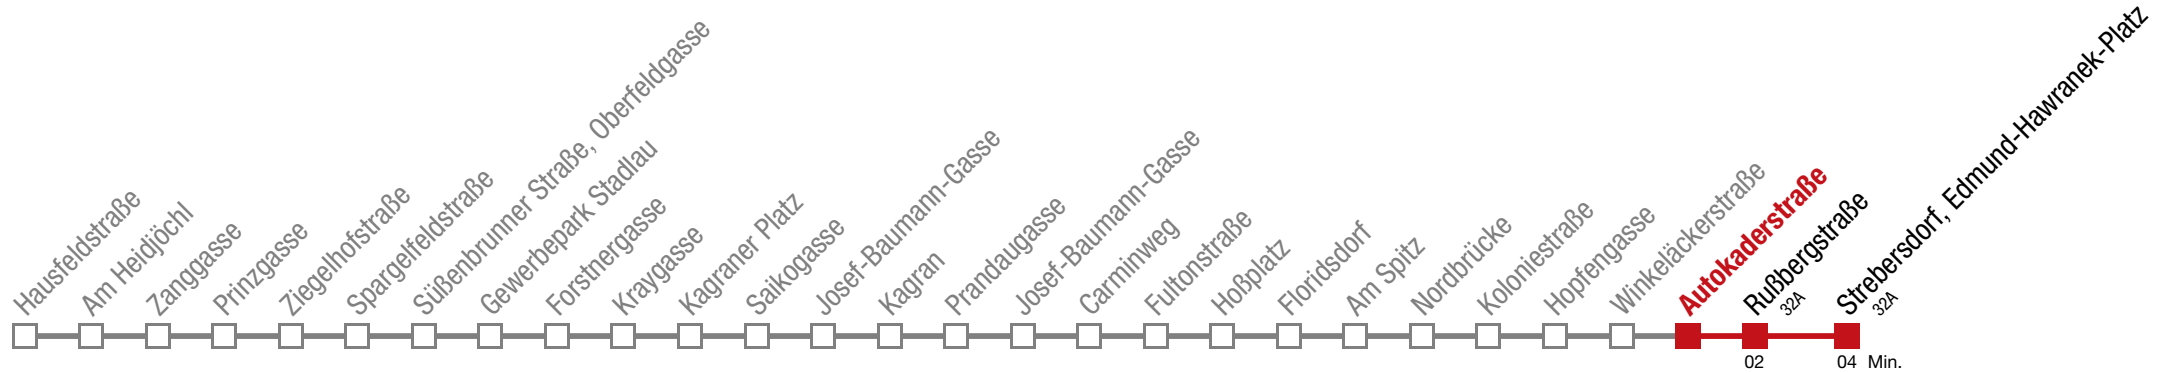 Hausfeldstraße
Am Heidjöchl
Zanggasse
Prinzgasse
Ziegelhofstraße
Spargelfeldstraße
Süßenbrunner Straße, Oberfeldgasse
Gewerbepark Stadlau
Forstnergasse
Kraygasse
Kagraner Platz
Saikogasse
Josef-Baumann-Gasse
Kagran
Prandaugasse
Josef-Baumann-Gasse
Carminweg
Fultonstraße
Hoßplatz
Floridsdorf
Am Spitz
Nordbrücke
Koloniestraße
Hopfengasse
Winkeläckerstraße
Autokaderstraße
Rußbergstraße
32A
Strebersdorf, Edmund-Hawranek-Platz
32A
02
04 Min.